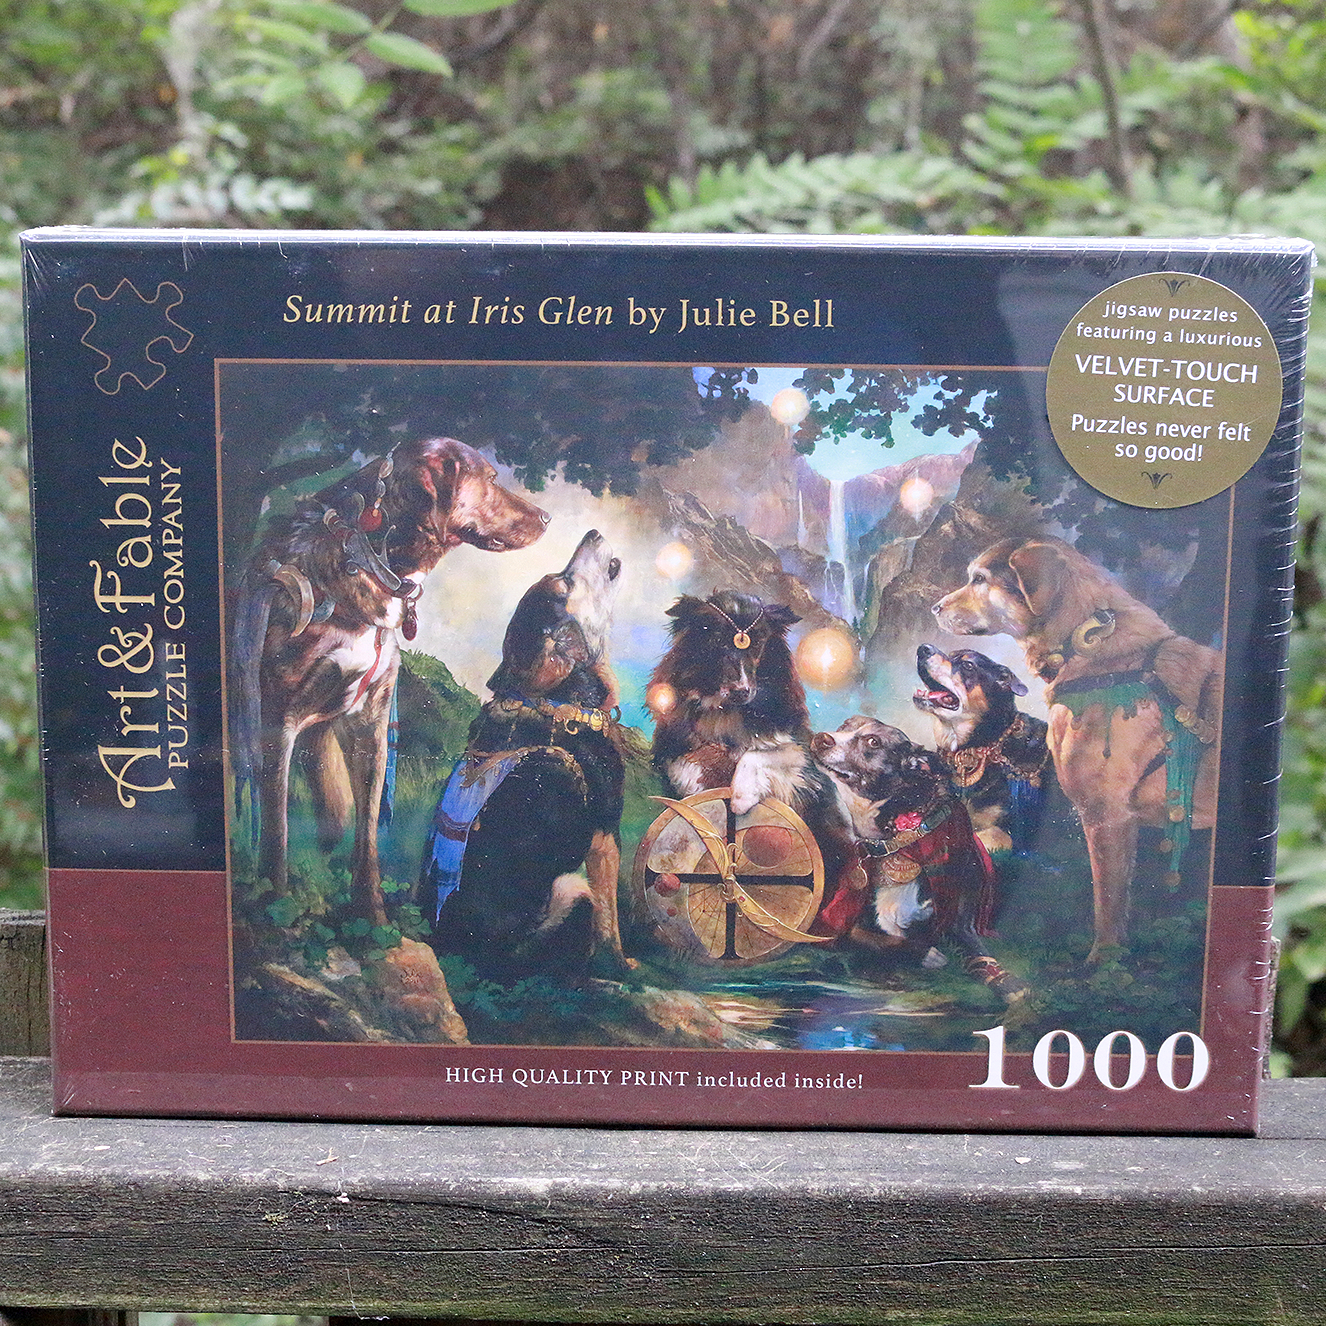 Summit at Iris Glen by Julie Bell
jigsaw puzzles
featuring a luxurious
VELVET-TOUCH
SURFACE
Puzzles never felt
so good!
Art&Fable
PUZZLE COMPANY
HIGH QUALITY PRINT included inside!
1000